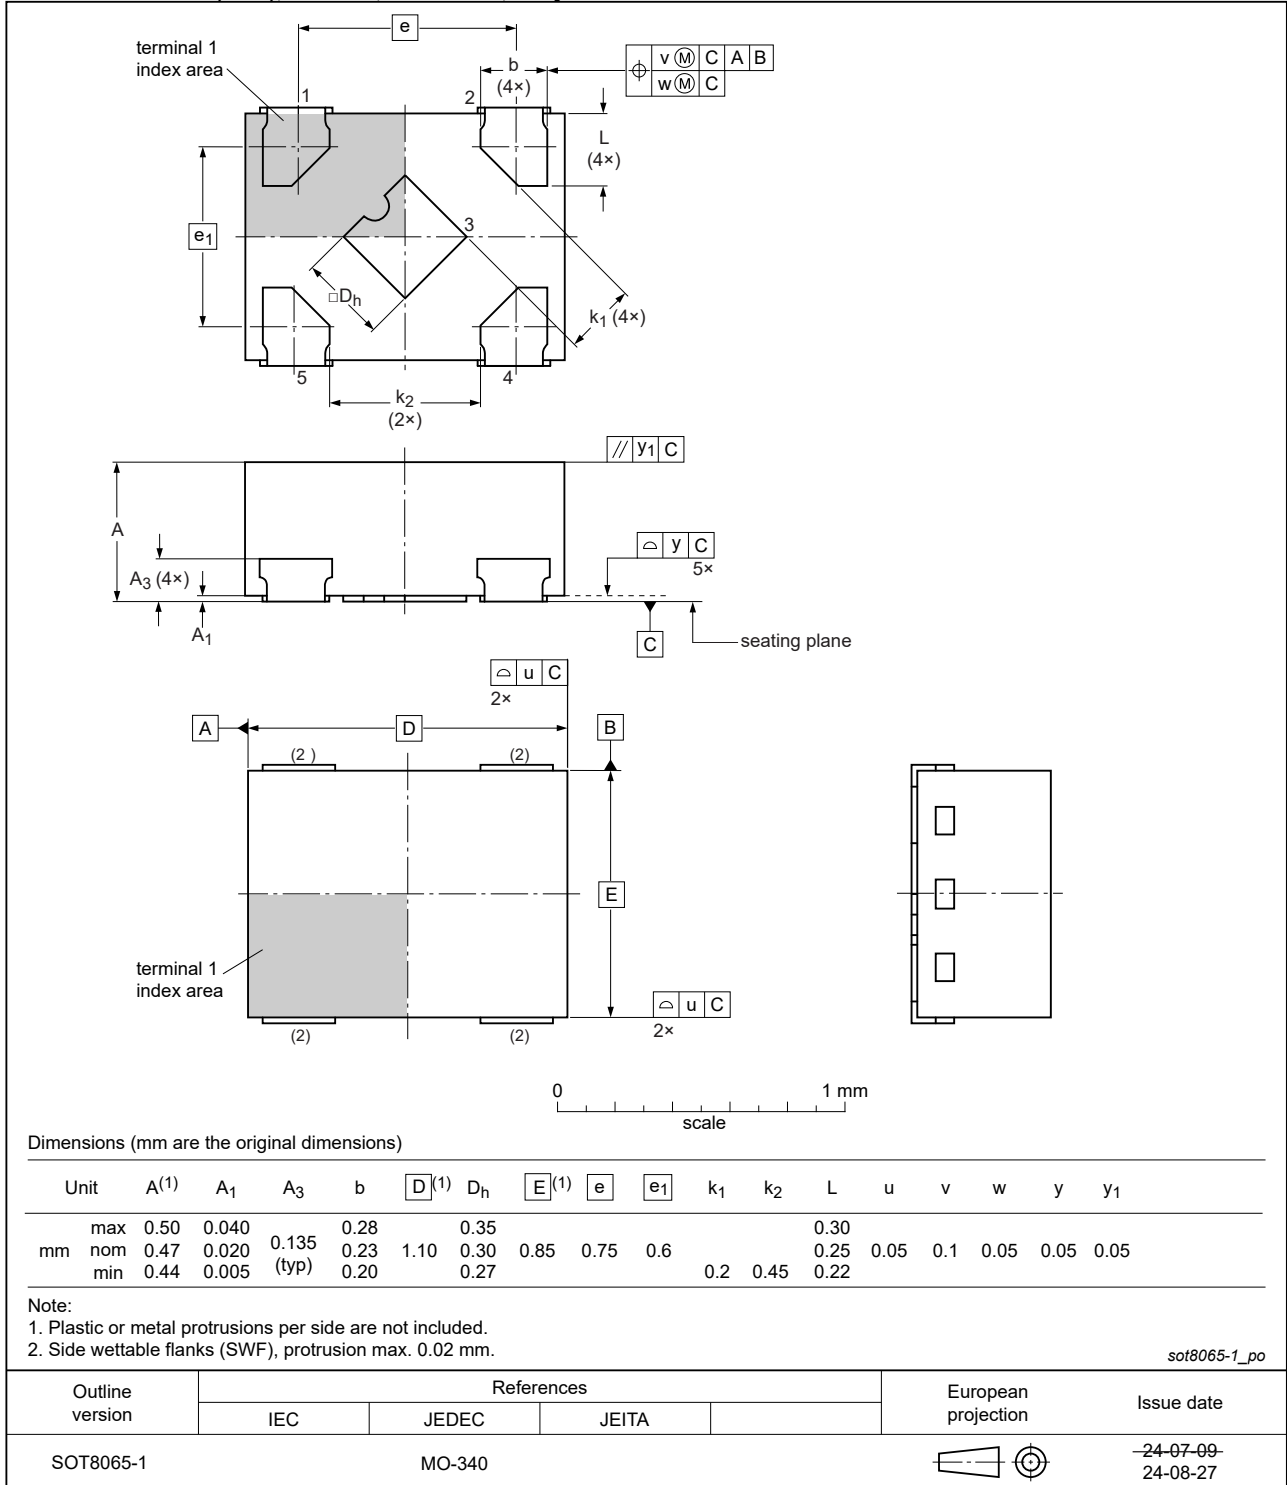 e
terminal 1
index area
b
(4×)
v Ⓜ C A B
w Ⓜ C
1
2
L
(4×)
e1
3
□Dh
k1 (4×)
5
4
k2
(2×)
// y1 C
A
A3 (4×)
A1
y C
5×
C
seating plane
u C
2×
A
D
B
(2 )
(2)
E
terminal 1
index area
u C
2×
(2)
(2)
0
1 mm
scale
Dimensions (mm are the original dimensions)
Unit A(1) A1 A3 b D(1) Dh E(1) e e1 k1 k2 L u v w y y1
max 0.50 0.040 0.28 0.35 0.30
mm nom 0.47 0.020 0.135 0.23 1.10 0.30 0.85 0.75 0.6 0.25 0.05 0.1 0.05 0.05 0.05
min 0.44 0.005 (typ) 0.20 0.27 0.2 0.45 0.22
Note:
1. Plastic or metal protrusions per side are not included.
2. Side wettable flanks (SWF), protrusion max. 0.02 mm.
sot8065-1_po
Outline
version
References
IEC JEDEC JEITA
European
projection
Issue date
SOT8065-1 MO-340
24-07-09
24-08-27